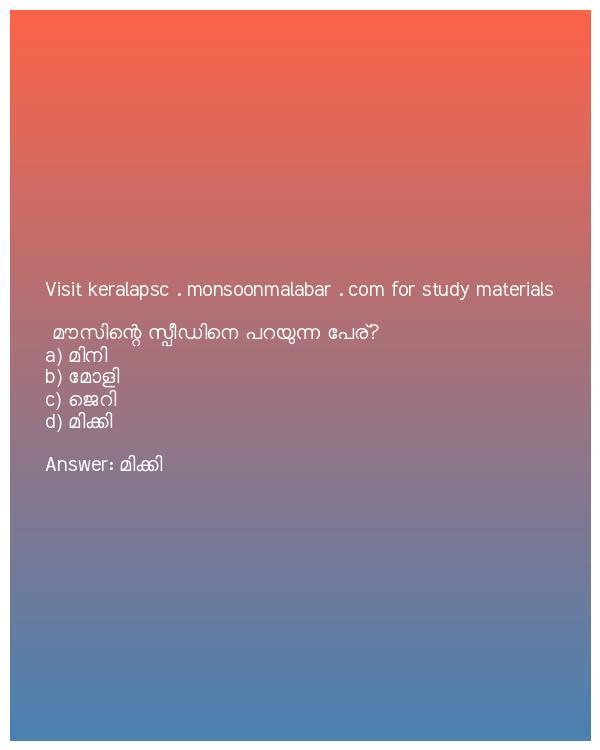 Visit keralapsc . monsoonmalabar . com for study materials
മൗസിന്റെ സ്പീഡിനെ പറയുന്ന പേര്?
a) മിനി
b) മോളി
c) ജെറി
d) മിക്കി
Answer: മിക്കി